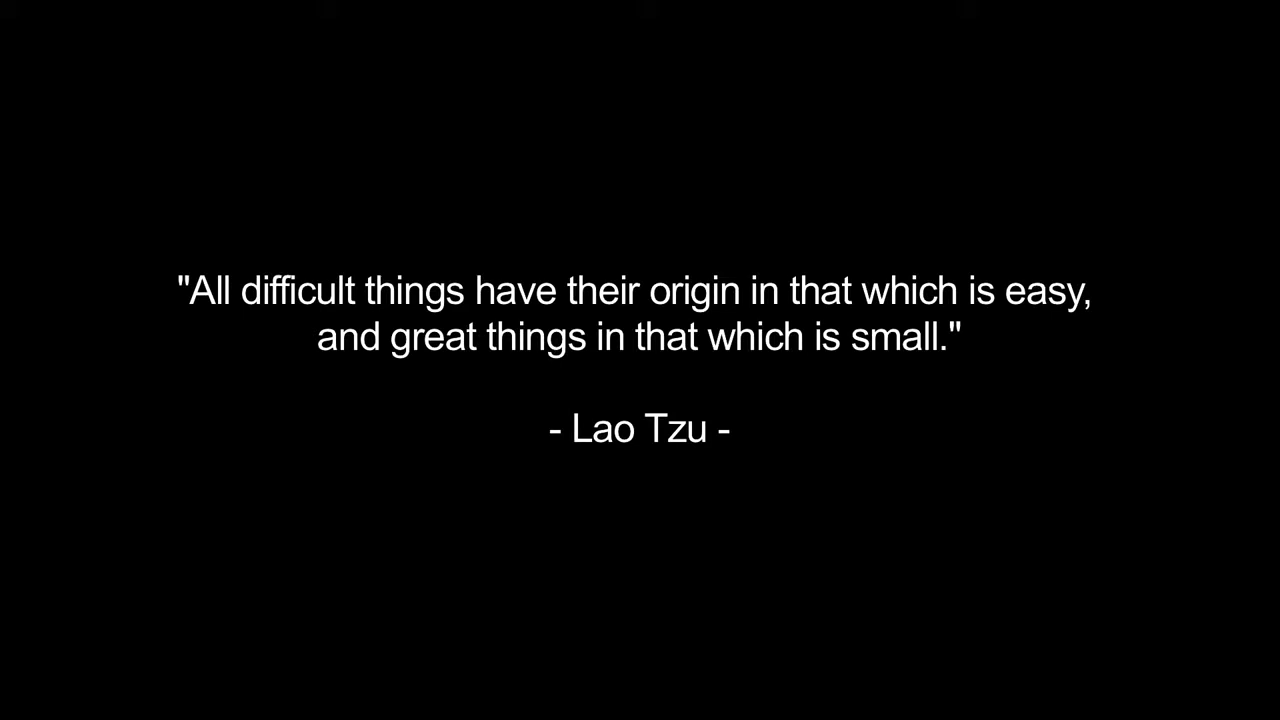 "All difficult things have their origin in that which is easy,
and great things in that which is small."
- Lao Tzu -